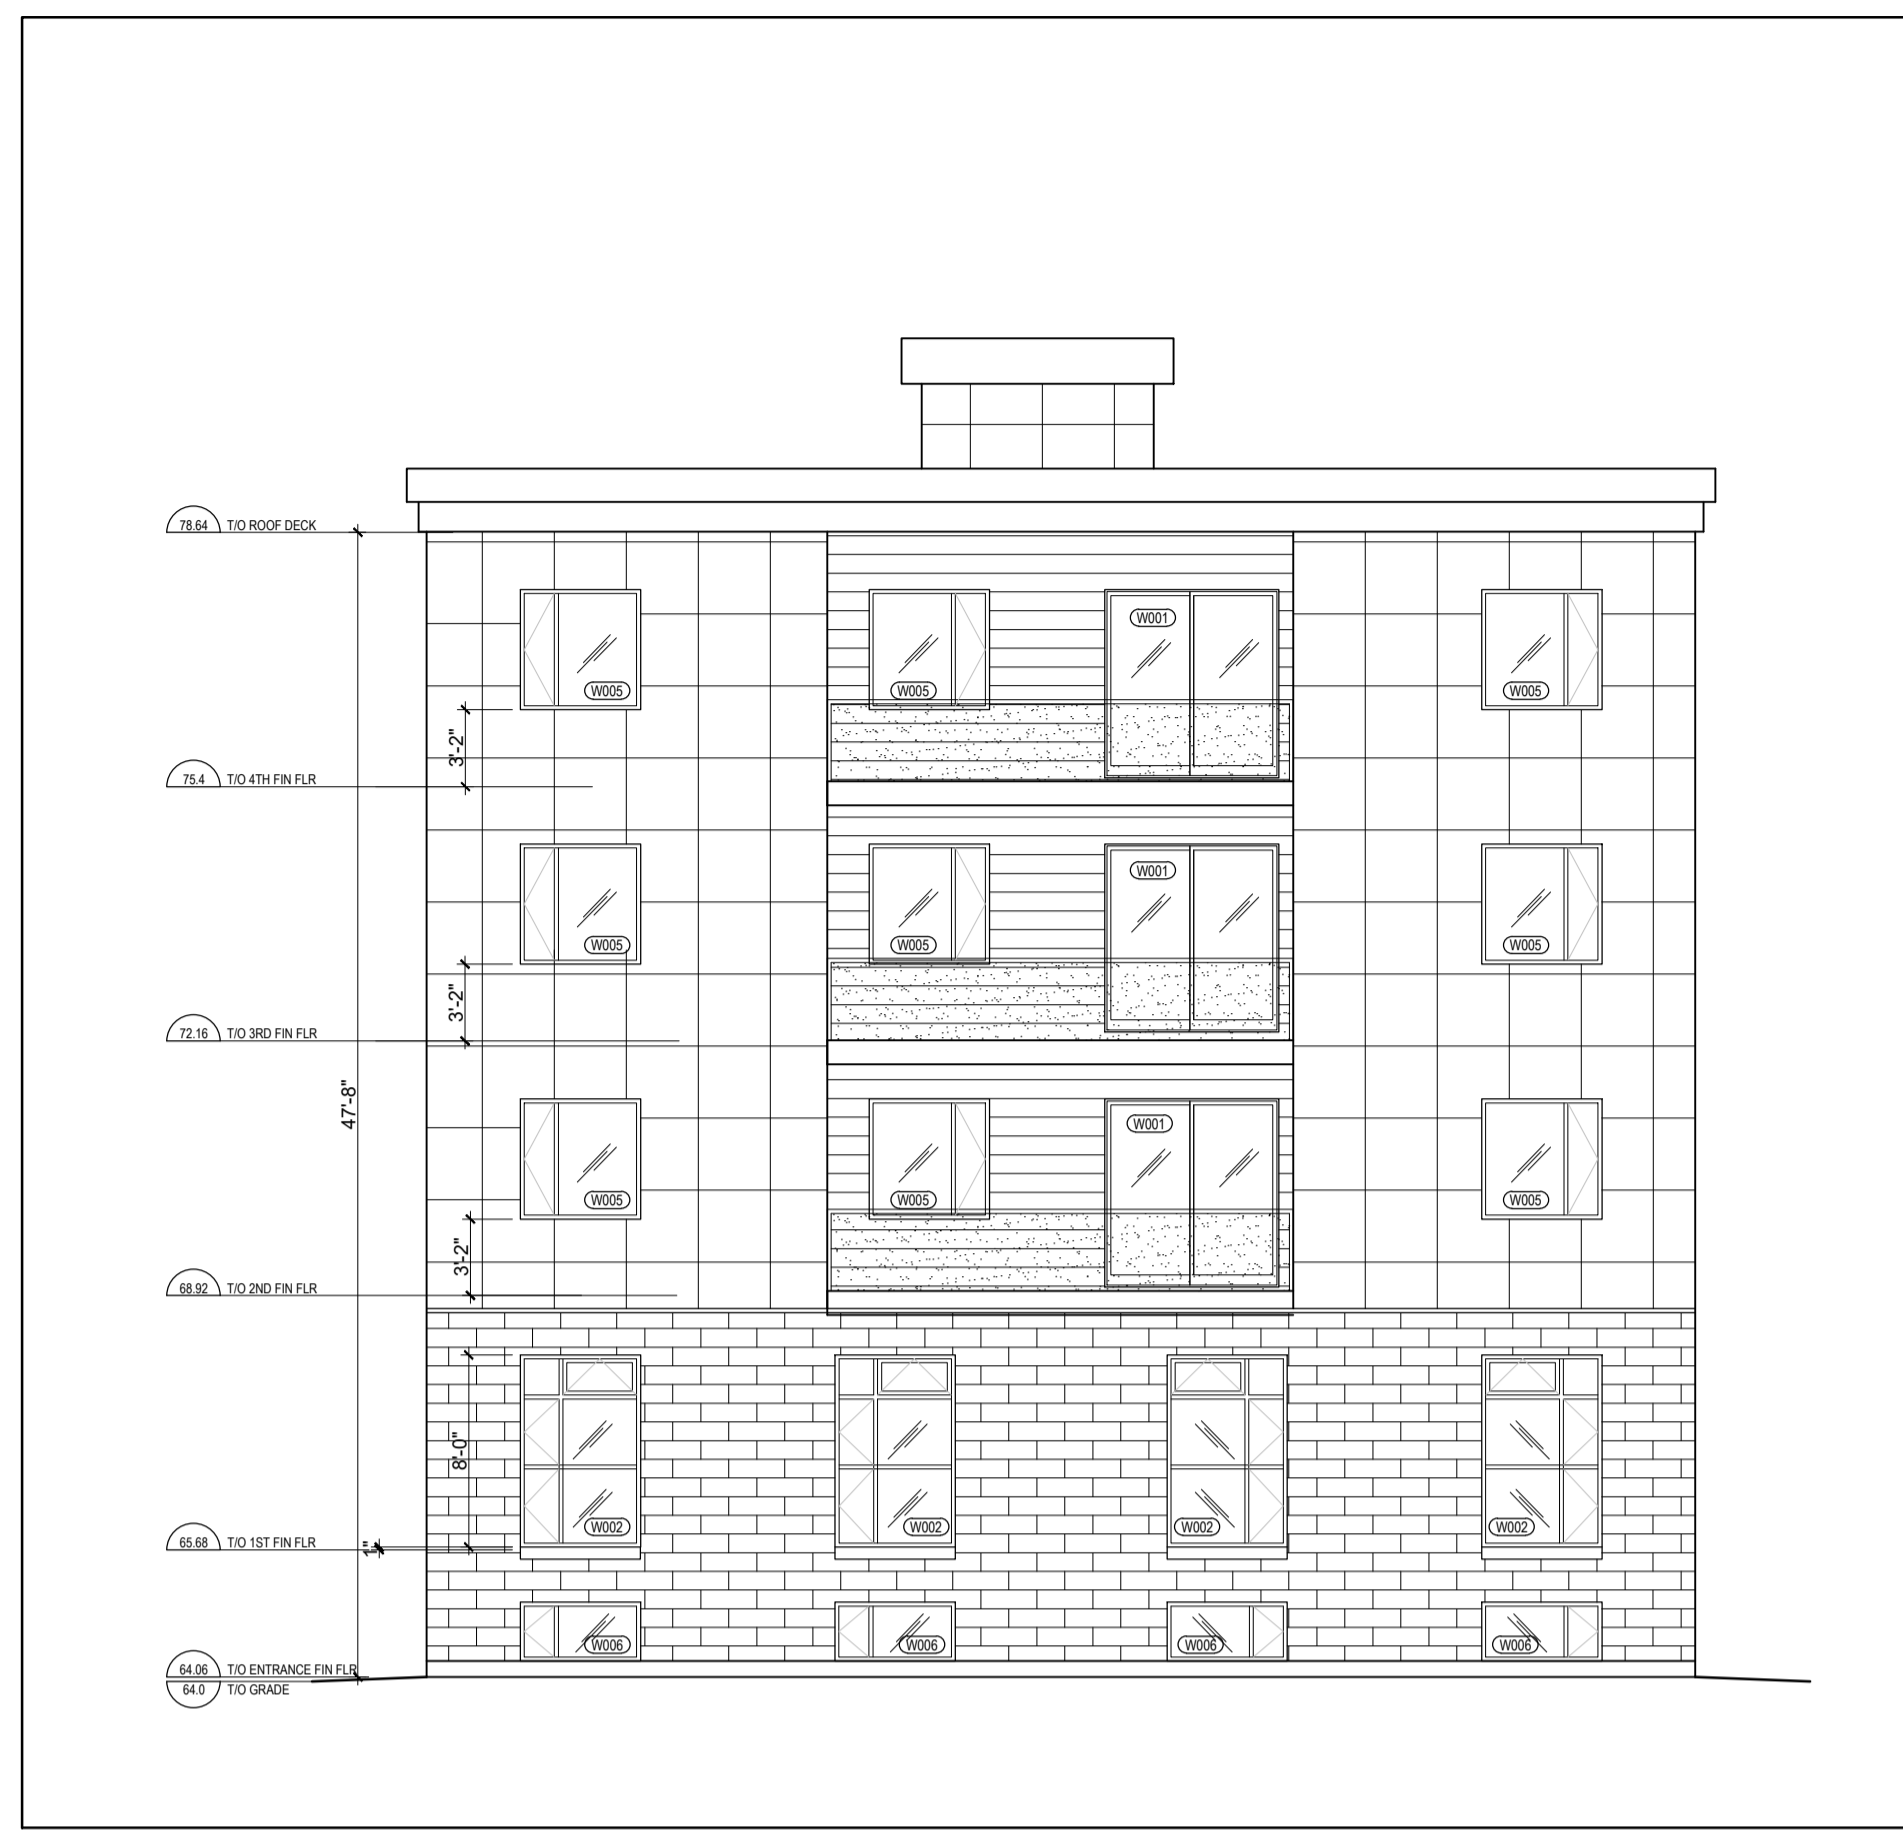 78.64 T/O ROOF DECK
W001
W005 W005 W005
3'-2"
75.4 T/O 4TH FIN FLR
W001
W005 W005 W005
3'-2"
72.16 T/O 3RD FIN FLR
47'-8"
W001
W005 W005 W005
3'-2"
68.92 T/O 2ND FIN FLR
8'-0"
W002 W002 W002 W002
65.68 T/O 1ST FIN FLR
1"
W006 W006 W006 W006
64.06 T/O ENTRANCE FIN FLR
64.0 T/O GRADE